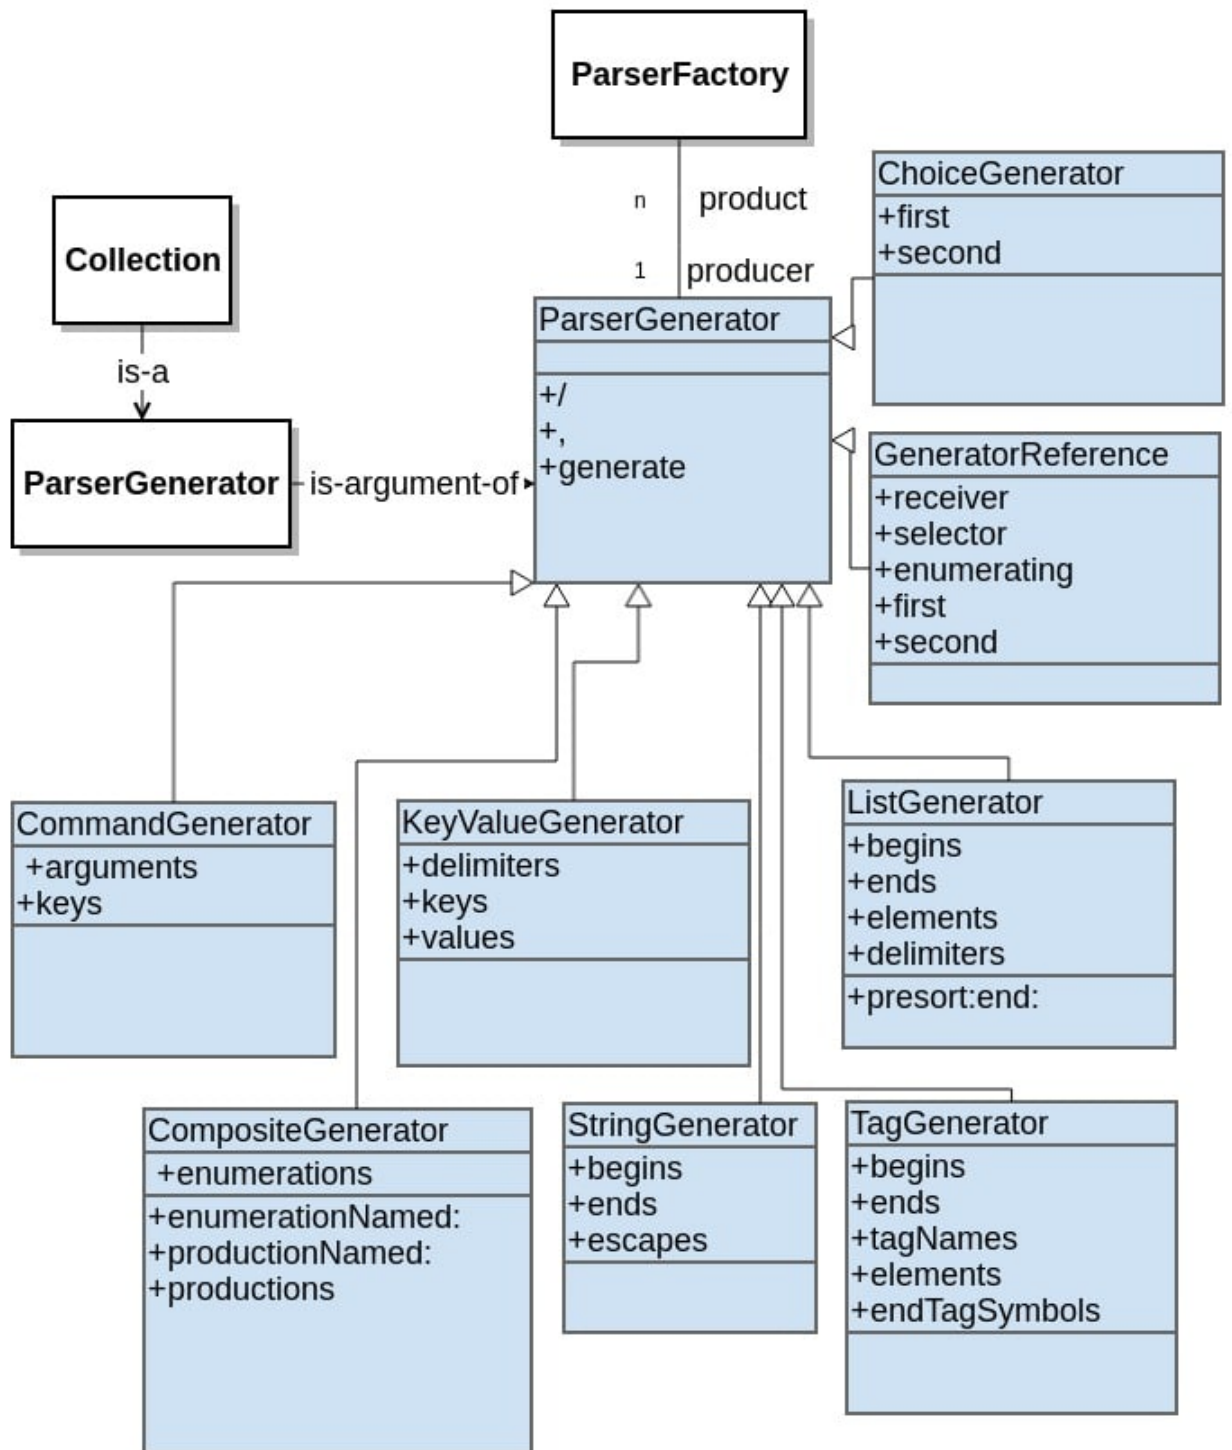 ParserFactory
n product
1 producer
ChoiceGenerator
+first
+second
Collection
is-a
ParserGenerator
is-argument-of
ParserGenerator
+/
+,
+generate
GeneratorReference
+receiver
+selector
+enumerating
+first
+second
CommandGenerator
+arguments
+keys
KeyValueGenerator
+delimiters
+keys
+values
ListGenerator
+begins
+ends
+elements
+delimiters
+presort:end:
CompositeGenerator
+enumerations
+enumerationNamed:
+productionNamed:
+productions
StringGenerator
+begins
+ends
+escapes
TagGenerator
+begins
+ends
+tagNames
+elements
+endTagSymbols